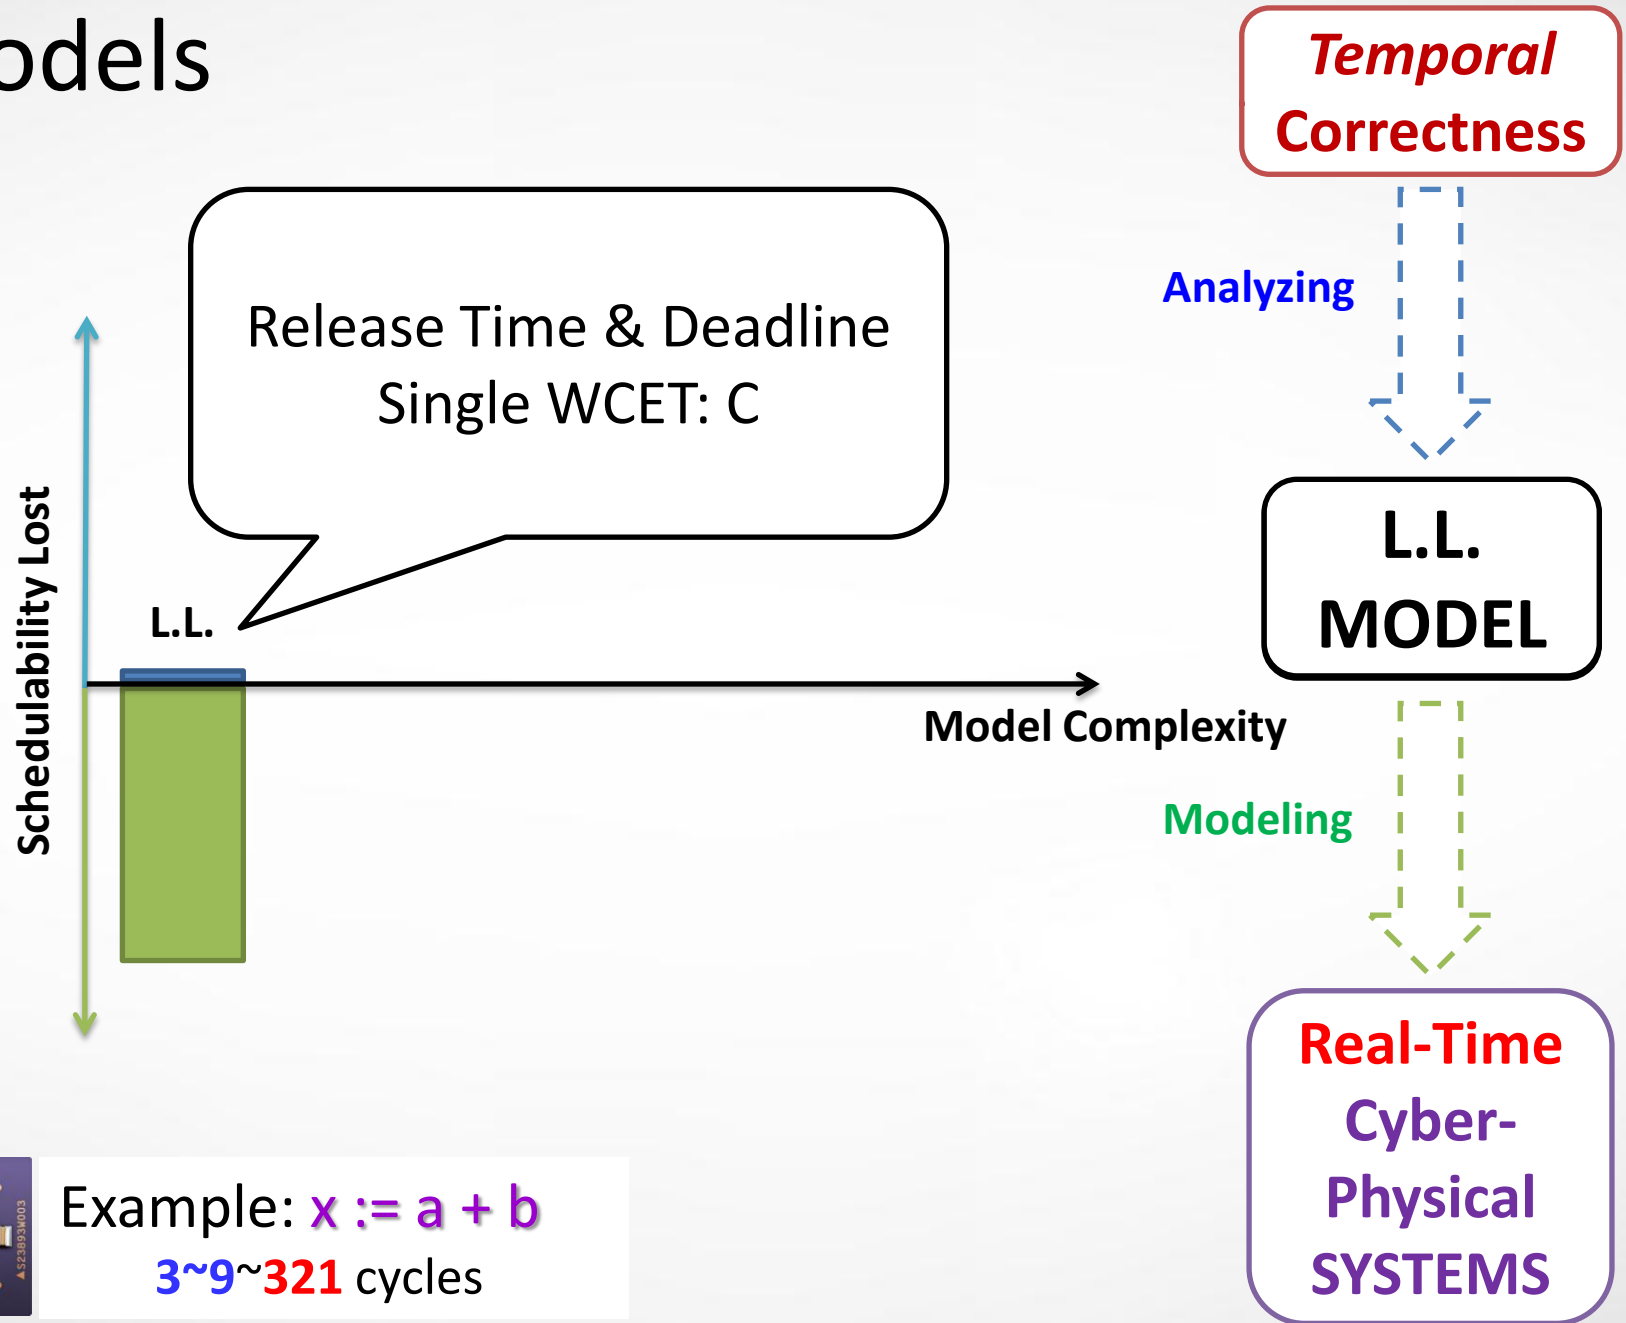 odels
Temporal
Correctness
Release Time & Deadline
Single WCET: C
Analyzing
Schedulability Lost
L.L.
L.L.
MODEL
Model Complexity
Modeling
Real-Time
Cyber-
Physical
SYSTEMS
Example: x := a + b
3~9~321 cycles
▲S23893W003